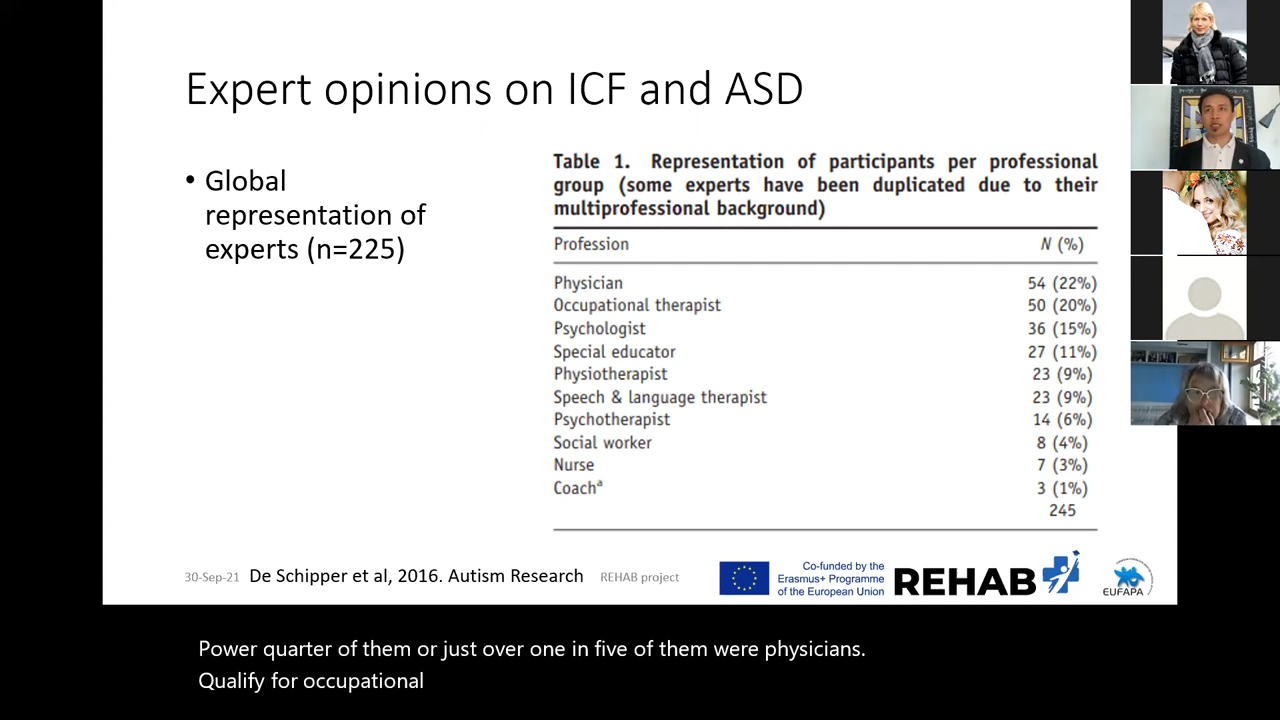 Expert opinions on ICF and ASD
• Global
representation of
experts (n=225)
Table 1. Representation of participants per professional
group (some experts have been duplicated due to their
multiprofessional background)
Profession N (%)
Physician 54 (22%)
Occupational therapist 50 (20%)
Psychologist 36 (15%)
Special educator 27 (11%)
Physiotherapist 23 (9%)
Speech & language therapist 23 (9%)
Psychotherapist 14 (6%)
Social worker 8 (4%)
Nurse 7 (3%)
Coachᵃ 3 (1%)
245
30-Sep-21 De Schipper et al, 2016. Autism Research REHAB project
Co-funded by the
Erasmus+ Programme
of the European Union
REHAB
EUFAPA
Power quarter of them or just over one in five of them were physicians.
Qualify for occupational